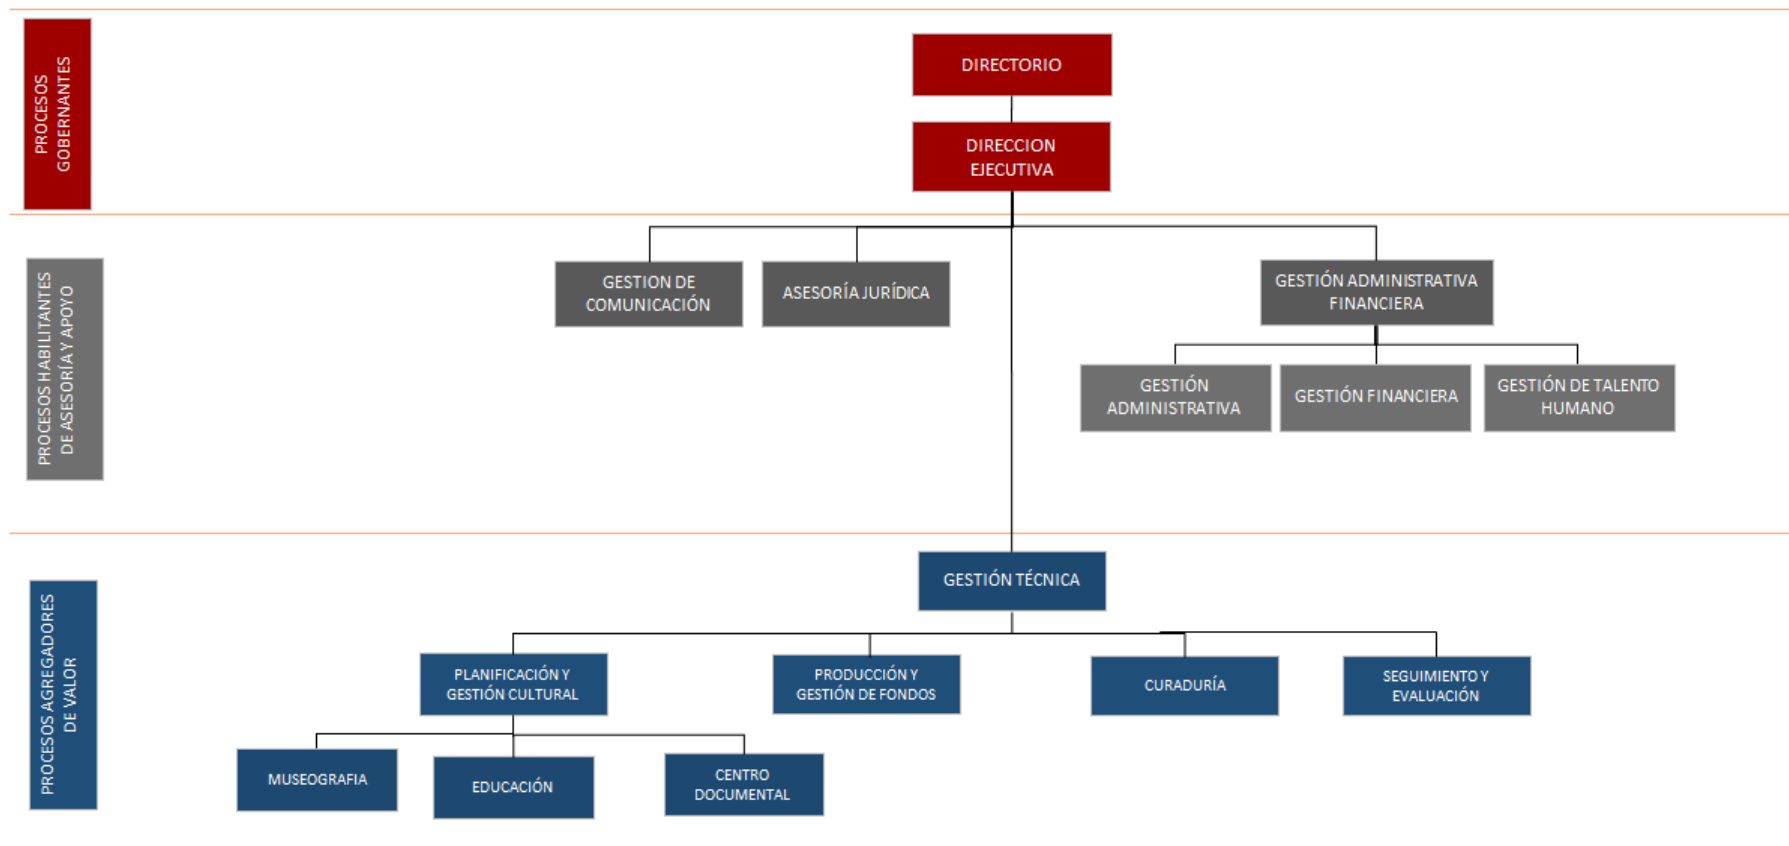 PROCESOS
GOBERNANTES
DIRECTORIO
DIRECCION
EJECUTIVA
PROCESOS HABILITANTES
DE ASESORÍA Y APOYO
GESTION DE
COMUNICACIÓN
ASESORÍA JURÍDICA
GESTIÓN ADMINISTRATIVA
FINANCIERA
GESTIÓN
ADMINISTRATIVA
GESTIÓN FINANCIERA
GESTIÓN DE TALENTO
HUMANO
PROCESOS AGREGADORES
DE VALOR
GESTIÓN TÉCNICA
PLANIFICACIÓN Y
GESTIÓN CULTURAL
PRODUCCIÓN Y
GESTIÓN DE FONDOS
CURADURÍA
SEGUIMIENTO Y
EVALUACIÓN
MUSEOGRAFIA
EDUCACIÓN
CENTRO
DOCUMENTAL